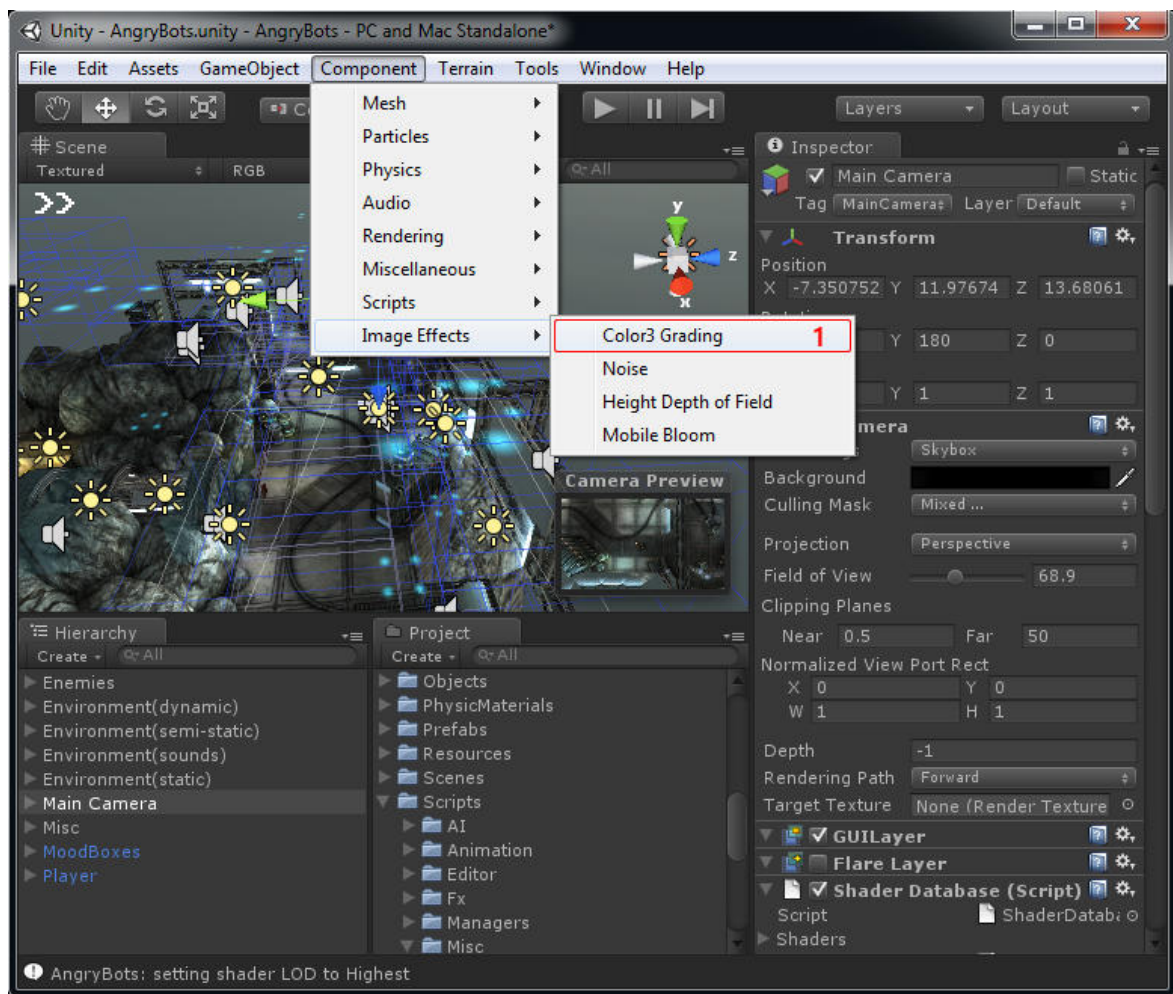 Unity - AngryBots.unity - AngryBots - PC and Mac Standalone*
File Edit Assets GameObject Component Terrain Tools Window Help
Mesh
Particles
Physics
Audio
Rendering
Miscellaneous
Scripts
Image Effects
Color3 Grading 1
Noise
Height Depth of Field
Mobile Bloom
Layers Layout
Scene
Textured RGB All
y
z
x
Camera Preview
Inspector
Main Camera Static
Tag MainCamera Layer Default
Transform
Position
X -7.350752 Y 11.97674 Z 13.68061
Y 180 Z 0
Y 1 Z 1
Skybox
Background
Culling Mask Mixed ...
Projection Perspective
Field of View 68.9
Clipping Planes
Near 0.5 Far 50
Normalized View Port Rect
X 0 Y 0
W 1 H 1
Depth -1
Rendering Path Forward
Target Texture None (Render Texture
GUILayer
Flare Layer
Shader Database (Script)
Script ShaderDatab
Shaders
Hierarchy
Create All
Enemies
Environment(dynamic)
Environment(semi-static)
Environment(sounds)
Environment(static)
Main Camera
Misc
MoodBoxes
Player
Project
Create All
Objects
PhysicMaterials
Prefabs
Resources
Scenes
Scripts
AI
Animation
Editor
Fx
Managers
Misc
AngryBots: setting shader LOD to Highest